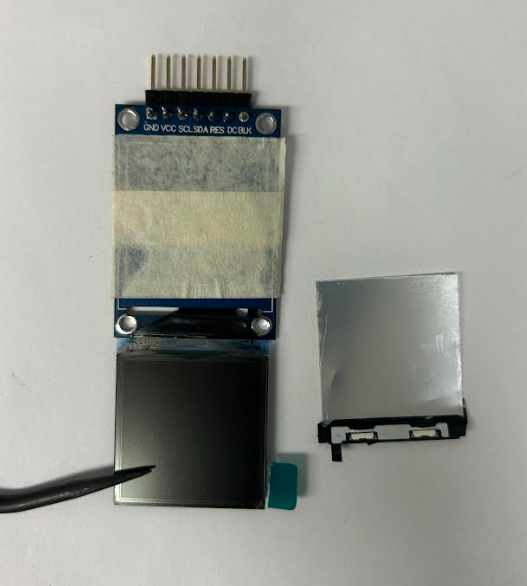 GND VCC SCL SDA RES DC BLK